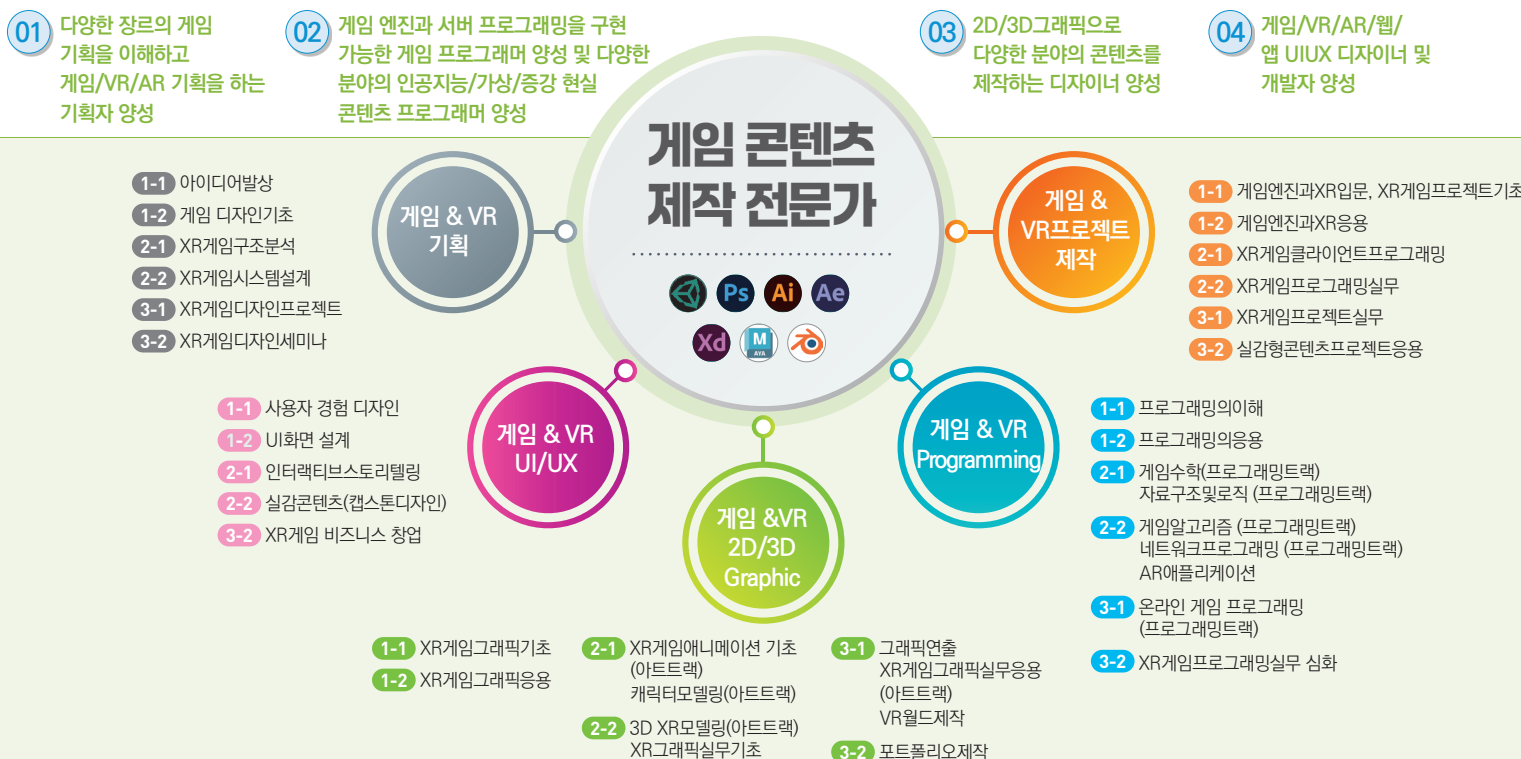 01 다양한 장르의 게임
기획을 이해하고
게임/VR/AR 기획을 하는
기획자 양성
02 게임 엔진과 서버 프로그래밍을 구현
가능한 게임 프로그래머 양성 및 다양한
분야의 인공지능/가상/증강 현실
콘텐츠 프로그래머 양성
03 2D/3D그래픽으로
다양한 분야의 콘텐츠를
제작하는 디자이너 양성
04 게임/VR/AR/웹/
앱 UIUX 디자이너 및
개발자 양성
게임 콘텐츠
제작 전문가
Ps Ai Ae
Xd M
AYA
게임 & VR
기획
1-1 아이디어발상
1-2 게임 디자인기초
2-1 XR게임구조분석
2-2 XR게임시스템설계
3-1 XR게임디자인프로젝트
3-2 XR게임디자인세미나
게임 &
VR프로젝트
제작
1-1 게임엔진과XR입문, XR게임프로젝트기초
1-2 게임엔진과XR응용
2-1 XR게임클라이언트프로그래밍
2-2 XR게임프로그래밍실무
3-1 XR게임프로젝트실무
3-2 실감형콘텐츠프로젝트응용
게임 & VR
UI/UX
1-1 사용자 경험 디자인
1-2 UI화면 설계
2-1 인터랙티브스토리텔링
2-2 실감콘텐츠(캡스톤디자인)
3-2 XR게임 비즈니스 창업
게임 & VR
Programming
1-1 프로그래밍의이해
1-2 프로그래밍의응용
2-1 게임수학(프로그래밍트랙)
자료구조및로직 (프로그래밍트랙)
2-2 게임알고리즘 (프로그래밍트랙)
네트워크프로그래밍 (프로그래밍트랙)
AR애플리케이션
3-1 온라인 게임 프로그래밍
(프로그래밍트랙)
3-2 XR게임프로그래밍실무 심화
게임 &VR
2D/3D
Graphic
1-1 XR게임그래픽기초
1-2 XR게임그래픽응용
2-1 XR게임애니메이션 기초
(아트트랙)
캐릭터모델링(아트트랙)
2-2 3D XR모델링(아트트랙)
XR그래픽실무기초
3-1 그래픽연출
XR게임그래픽실무응용
(아트트랙)
VR월드제작
3-2 포트폴리오제작